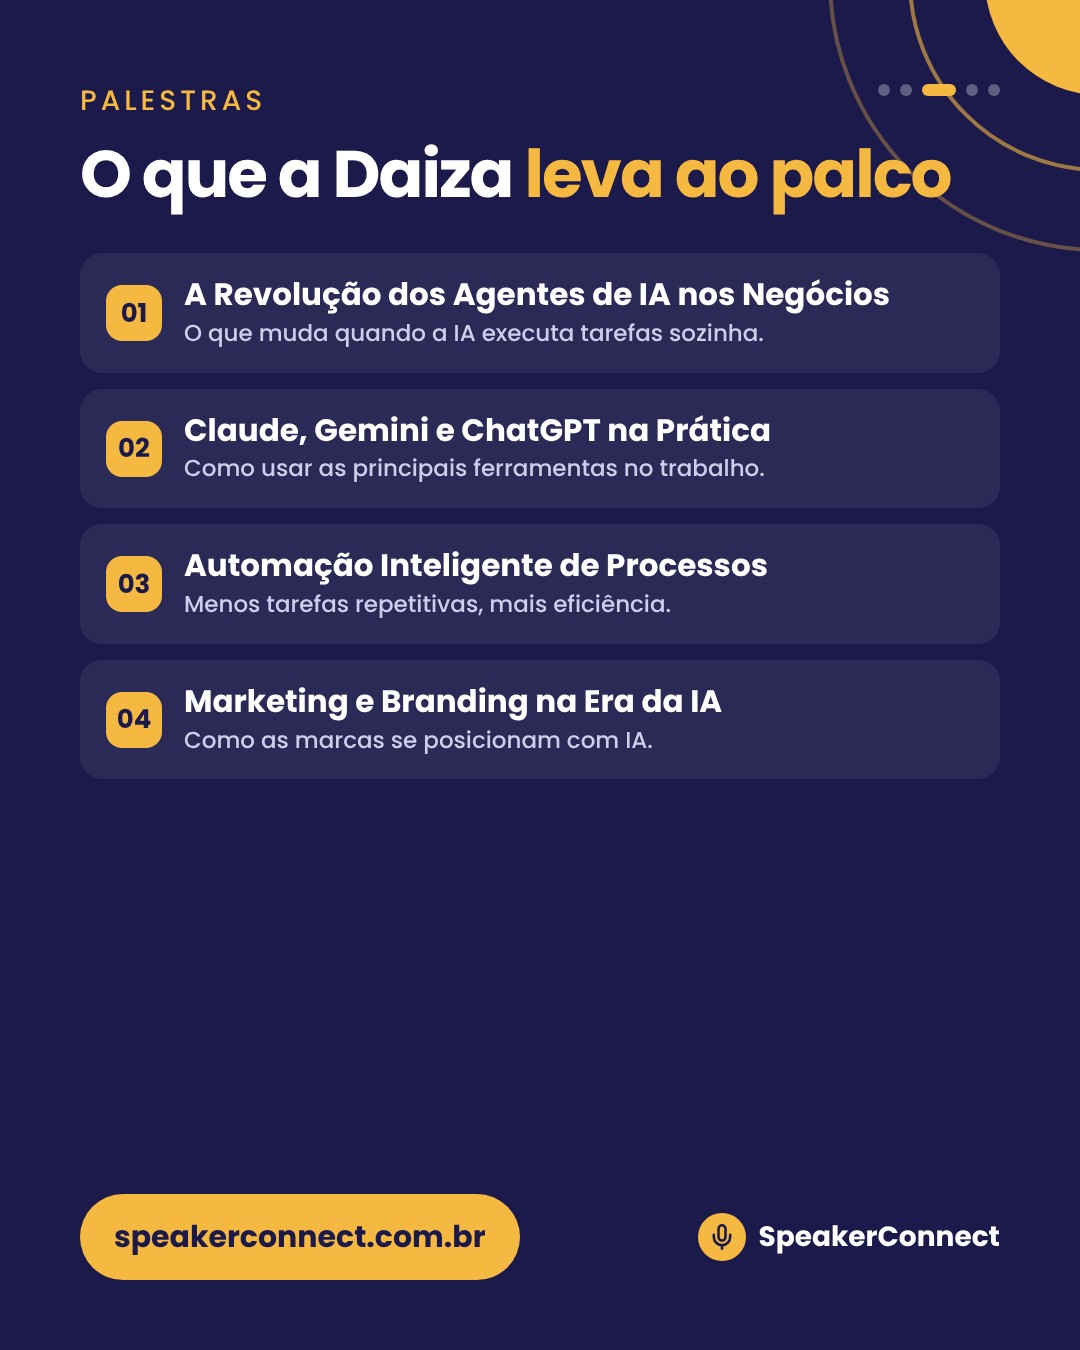 PALESTRAS
O que a Daiza leva ao palco
01
A Revolução dos Agentes de IA nos Negócios
O que muda quando a IA executa tarefas sozinha.
02
Claude, Gemini e ChatGPT na Prática
Como usar as principais ferramentas no trabalho.
03
Automação Inteligente de Processos
Menos tarefas repetitivas, mais eficiência.
04
Marketing e Branding na Era da IA
Como as marcas se posicionam com IA.
speakerconnect.com.br
SpeakerConnect